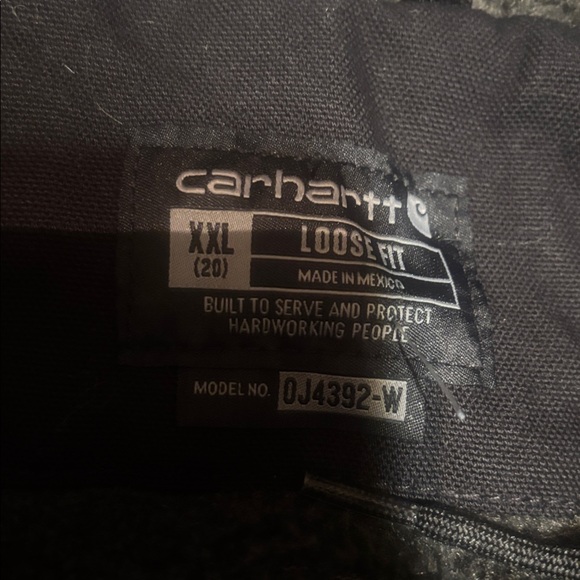 carhartt
XXL
(20)
LOOSE FIT
MADE IN MEXICO
BUILT TO SERVE AND PROTECT
HARDWORKING PEOPLE
MODEL NO. OJ4392-W